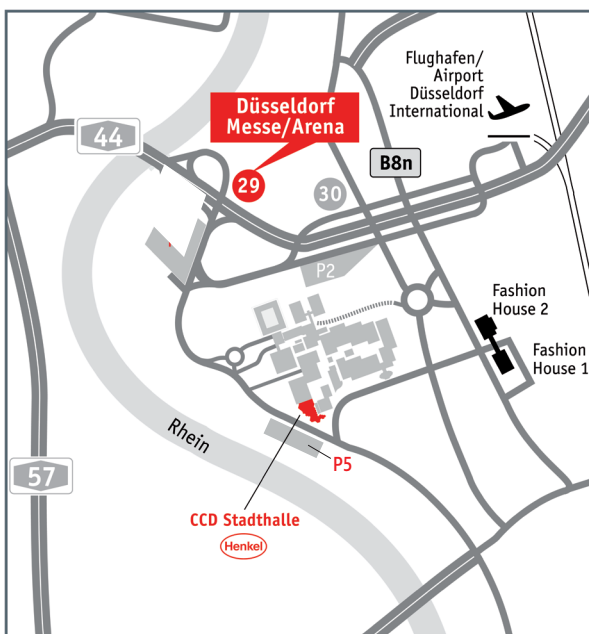 Flughafen/
Airport
Düsseldorf
International
Düsseldorf
Messe/Arena
44
B8n
29
30
P2
Fashion
House 2
Fashion
House 1
Rhein
P5
57
CCD Stadthalle
Henkel